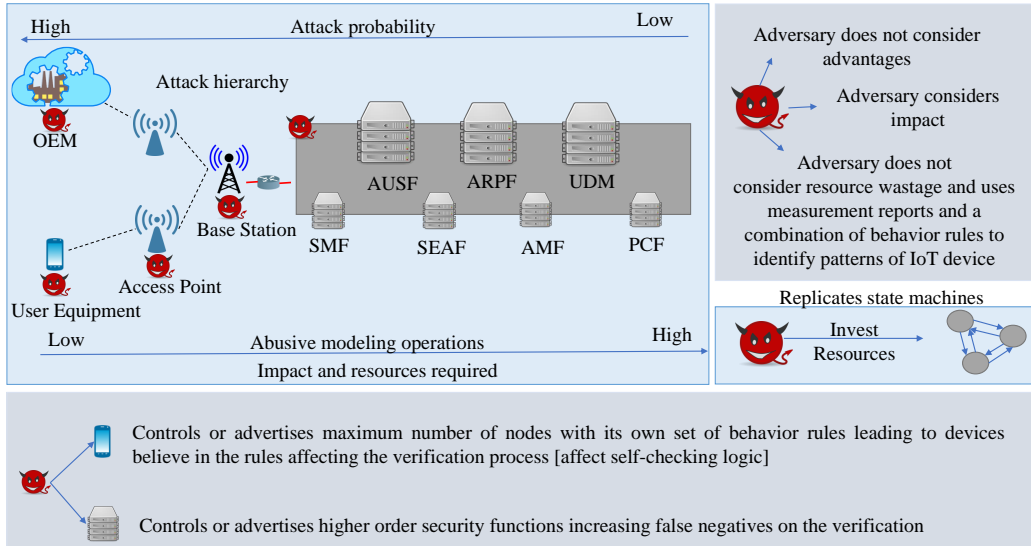 High
Attack probability
Low
Attack hierarchy
OEM
AUSF
ARPF
UDM
Base Station
SMF
SEAF
AMF
PCF
Access Point
User Equipment
Low
Abusive modeling operations
High
Impact and resources required
Adversary does not consider
advantages
Adversary considers
impact
Adversary does not
consider resource wastage and uses
measurement reports and a
combination of behavior rules to
identify patterns of IoT device
Replicates state machines
Invest
Resources
Controls or advertises maximum number of nodes with its own set of behavior rules leading to devices
believe in the rules affecting the verification process [affect self-checking logic]
Controls or advertises higher order security functions increasing false negatives on the verification